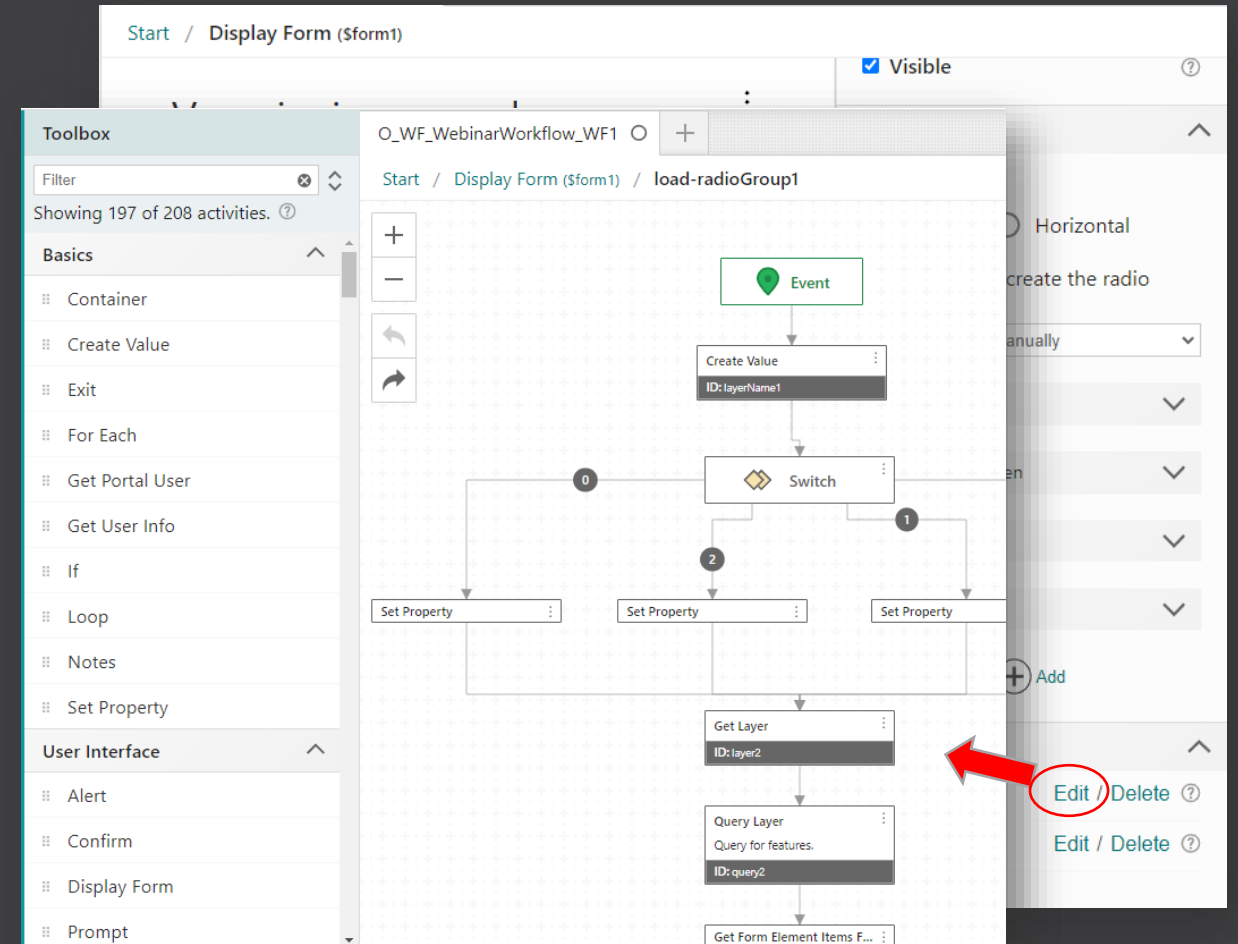 Start / Display Form ($form1)
Visible
Toolbox
Filter
Showing 197 of 208 activities.
Basics
Container
Create Value
Exit
For Each
Get Portal User
Get User Info
If
Loop
Notes
Set Property
User Interface
Alert
Confirm
Display Form
Prompt
O_WF_WebinarWorkflow_WF1
Start / Display Form ($form1) / load-radioGroup1
Event
Create Value
ID: layerName1
Switch
0
1
2
Set Property
Set Property
Set Property
Get Layer
ID: layer2
Query Layer
Query for features.
ID: query2
Get Form Element Items F...
Horizontal
create the radio
anually
en
Add
Edit / Delete
Edit / Delete